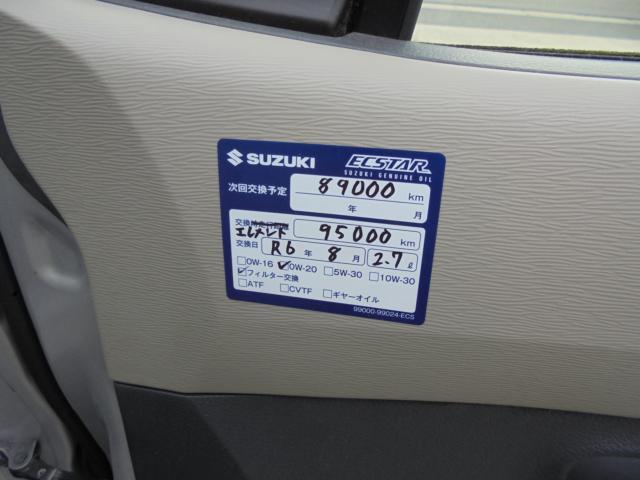 SUZUKI ECSTAR
SUZUKI GENUINE OIL
次回交換予定 89000 km
年 月
エレメント 95000 km
交換日 R6 年 8 月 2.7 ℓ
□0W-16 ☑0W-20 □5W-30 □10W-30
☑フィルター交換
□ATF □CVTF □ギヤーオイル
99000-99024-ECS